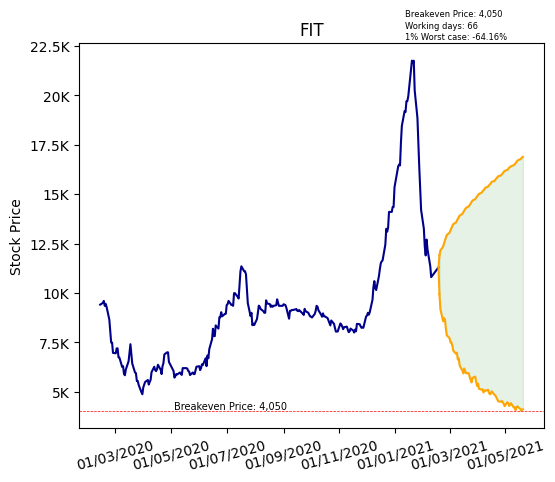 Breakeven Price: 4,050
Working days: 66
1% Worst case: -64.16%
FIT
22.5K
20K
17.5K
15K
12.5K
10K
7.5K
5K
Stock Price
Breakeven Price: 4,050
01/03/2020
01/05/2020
01/07/2020
01/09/2020
01/11/2020
01/01/2021
01/03/2021
01/05/2021